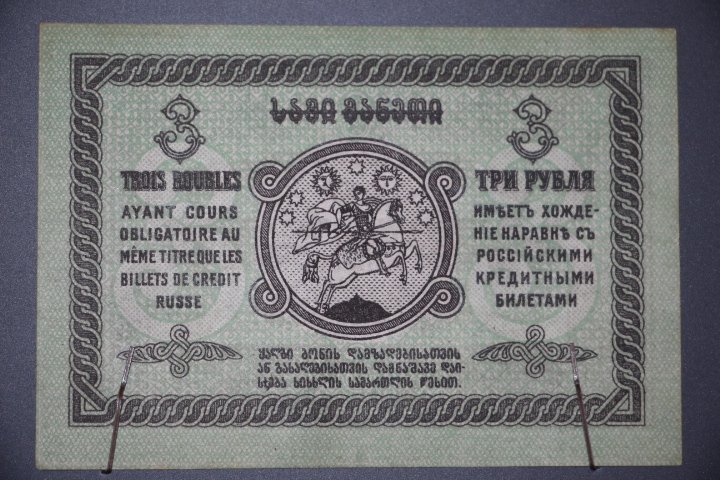 სამი მანეთი
3
3
TROIS ROUBLES
AYANT COURS
OBLIGATOIRE AU
MÊME TITRE QUE LES
BILLETS DE CREDIT
RUSSE
ТРИ РУБЛЯ
ИМѢЕТЪ ХОЖДЕ-
НІЕ НАРАВНѢ СЪ
РОССІЙСКИМИ
КРЕДИТНЫМИ
БИЛЕТАМИ
ყალბი ბონის დამზადებისათვის
ან გასაღებისათვის დამნაშავე დაი-
სჯება სისხლის სამართლის წესით.